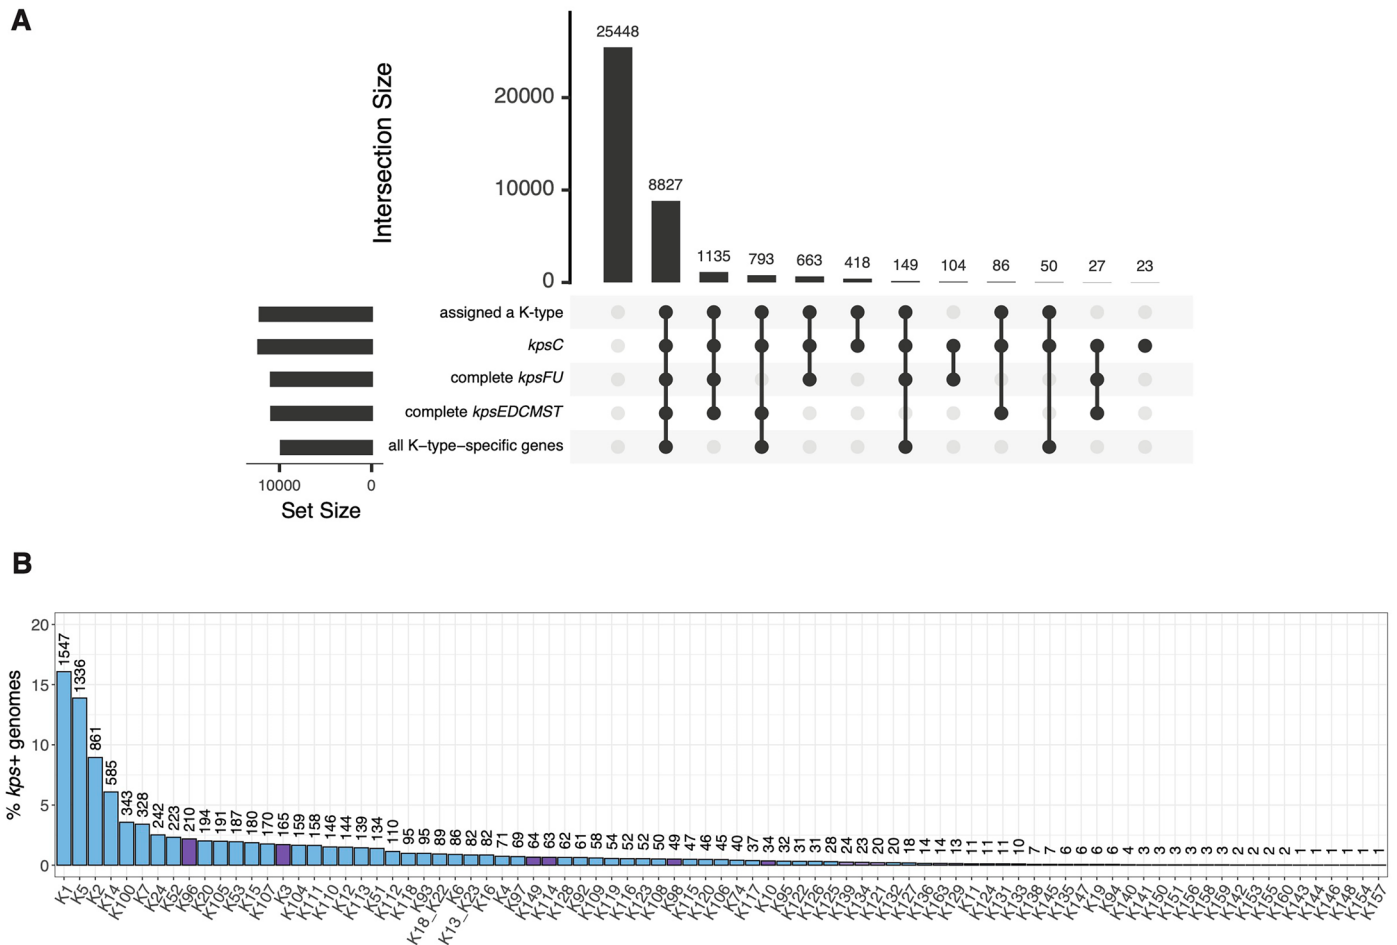 A
Intersection Size
20000
10000
0
25448
8827
1135
793
663
418
149
104
86
50
27
23
assigned a K-type
kpsC
complete kpsFU
complete kpsEDCMST
all K-type-specific genes
10000 0
Set Size
B
% kps+ genomes
20
15
10
5
0
1547 1336 861 585 343 328 242 223 210 194 191 187 180 170 165 159 158 146 144 139 134 110 95 95 89 86 82 82 71 69 64 63 62 61 58 54 52 52 50 49 47 46 45 40 37 34 32 31 31 28 24 23 20 20 18 14 14 13 11 11 11 10 7 7 6 6 6 6 4 3 3 3 3 3 3 2 2 2 2 1 1 1 1 1 1
K1 K5 K2 K14 K100 K7 K24 K52 K96 K20 K105 K53 K15 K107 K3 K104 K111 K110 K12 K113 K51 K112 K118 K93 K18_K22 K6 K13_K23 K16 K4 K97 K149 K114 K128 K92 K109 K119 K116 K123 K108 K98 K115 K120 K106 K74 K117 K10 K95 K122 K126 K125 K139 K134 K121 K132 K127 K136 K163 K129 K11 K124 K131 K133 K138 K145 K135 K147 K19 K94 K140 K141 K150 K151 K156 K158 K159 K142 K153 K155 K160 K143 K144 K146 K148 K154 K157